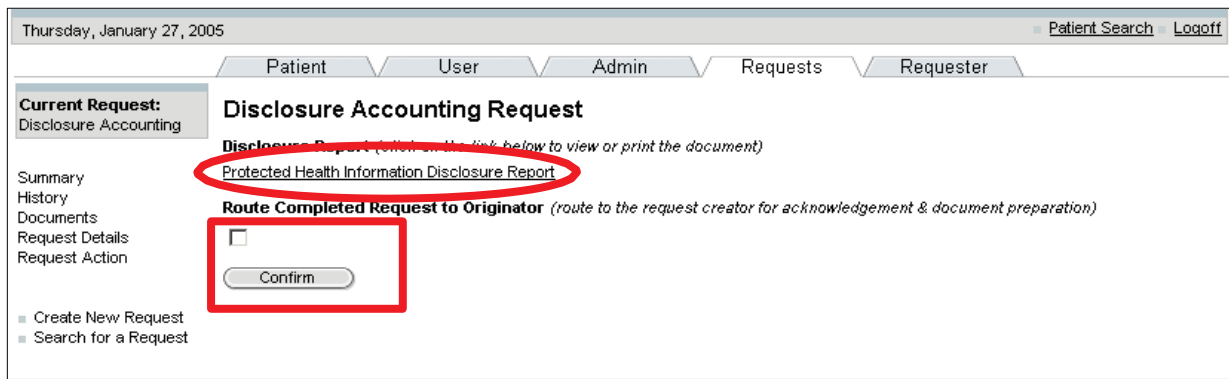 Thursday, January 27, 2005
Patient Search Logoff
Patient User Admin Requests Requester
Current Request:
Disclosure Accounting
Disclosure Accounting Request
Disclosure Report (click on the link below to view or print the document)
Protected Health Information Disclosure Report
Route Completed Request to Originator (route to the request creator for acknowledgement & document preparation)
Confirm
Summary
History
Documents
Request Details
Request Action
Create New Request
Search for a Request